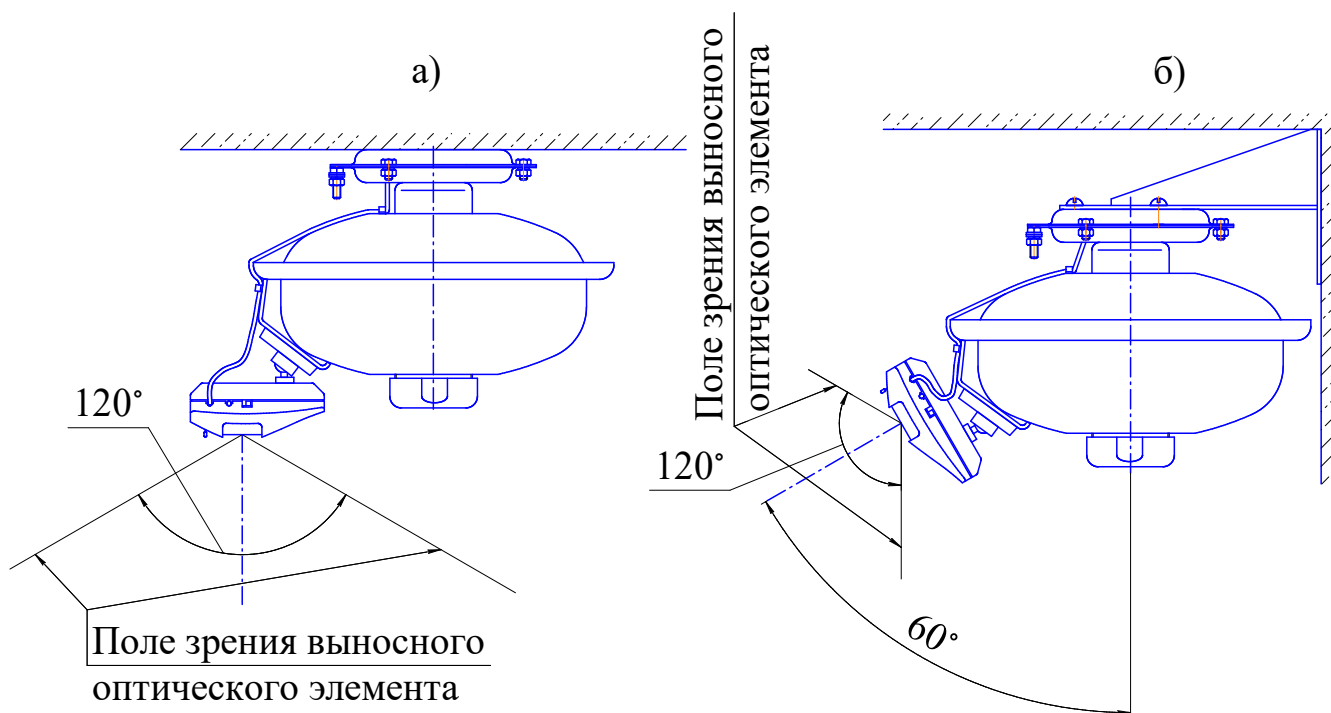 а)
120°
Поле зрения выносного
оптического элемента
Поле зрения выносного
оптического элемента
б)
120°
60°